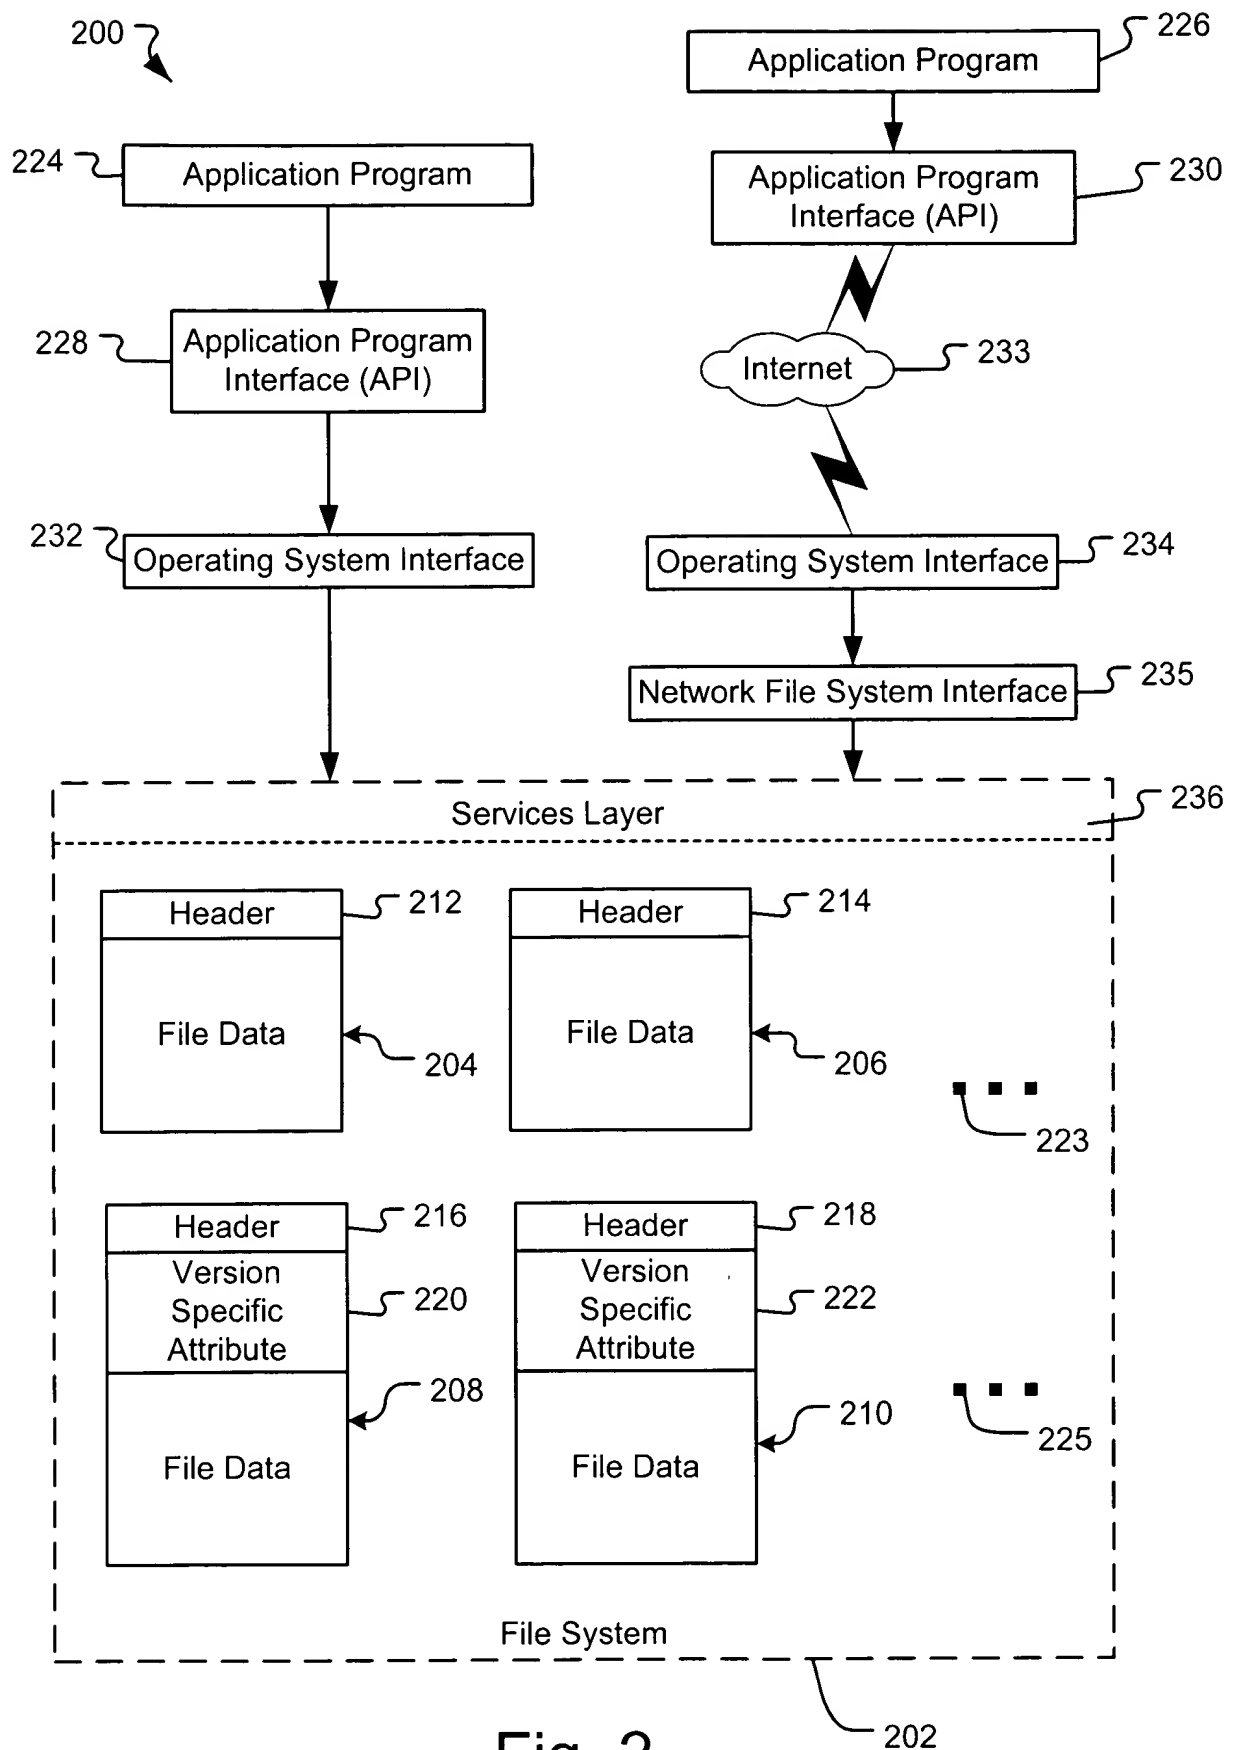 200
226
Application Program
224
Application Program
Application Program
Interface (API)
230
228
Application Program
Interface (API)
Internet
233
232
Operating System Interface
Operating System Interface
234
Network File System Interface
235
Services Layer
236
Header
212
Header
214
File Data
204
File Data
206
223
Header
216
Header
218
Version
Specific
Attribute
220
Version
Specific
Attribute
222
208
210
225
File Data
File Data
File System
202
Fig. 2